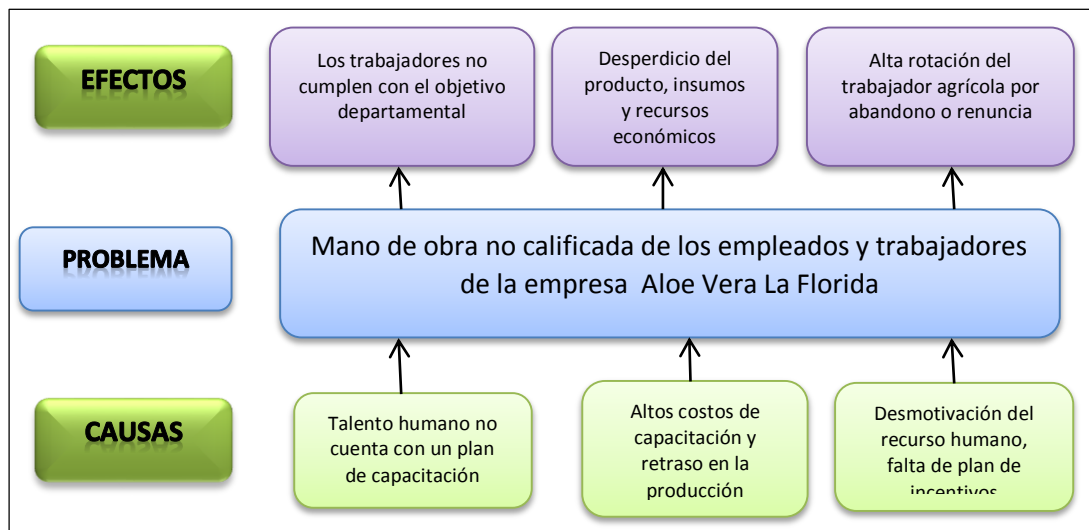 EFECTOS
Los trabajadores no
cumplen con el objetivo
departamental
Desperdicio del
producto, insumos
y recursos
económicos
Alta rotación del
trabajador agrícola por
abandono o renuncia
PROBLEMA
Mano de obra no calificada de los empleados y trabajadores
de la empresa Aloe Vera La Florida
CAUSAS
Talento humano no
cuenta con un plan
de capacitación
Altos costos de
capacitación y
retraso en la
producción
Desmotivación del
recurso humano,
falta de plan de
incentivos